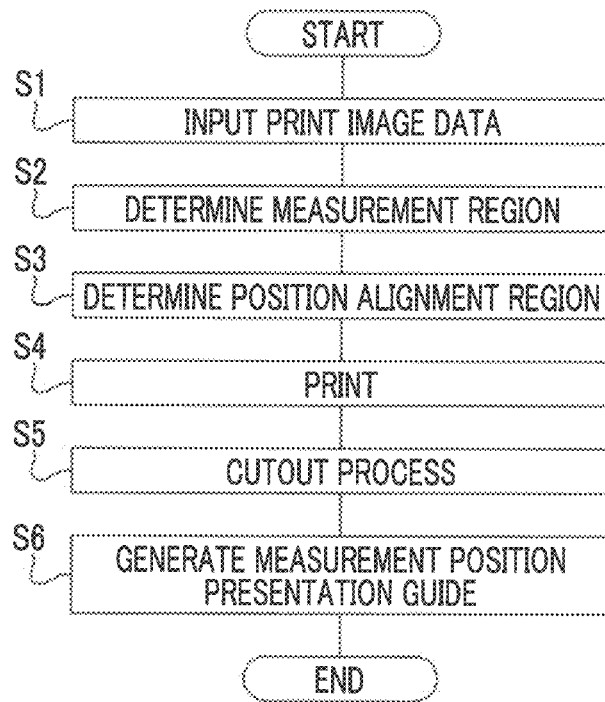 START
S1
INPUT PRINT IMAGE DATA
S2
DETERMINE MEASUREMENT REGION
S3
DETERMINE POSITION ALIGNMENT REGION
S4
PRINT
S5
CUTOUT PROCESS
S6
GENERATE MEASUREMENT POSITION
PRESENTATION GUIDE
END